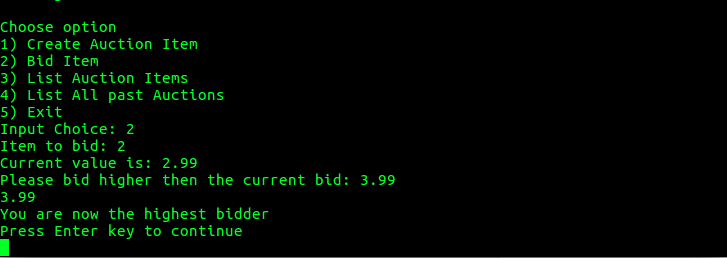 Choose option
1) Create Auction Item
2) Bid Item
3) List Auction Items
4) List All past Auctions
5) Exit
Input Choice: 2
Item to bid: 2
Current value is: 2.99
Please bid higher then the current bid: 3.99
3.99
You are now the highest bidder
Press Enter key to continue